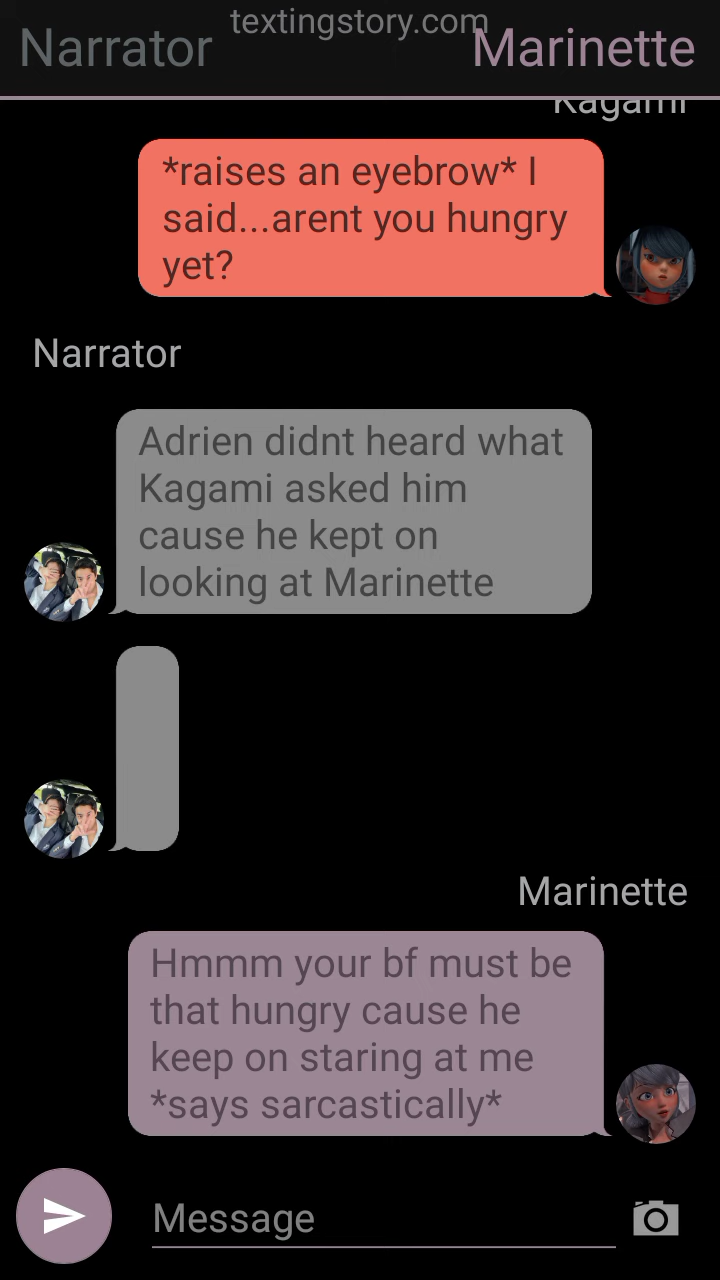 textingstory.com
Narrator
Marinette
Kagami
*raises an eyebrow* I
said...arent you hungry
yet?
Narrator
Adrien didnt heard what
Kagami asked him
cause he kept on
looking at Marinette
Marinette
Hmmm your bf must be
that hungry cause he
keep on staring at me
*says sarcastically*
Message